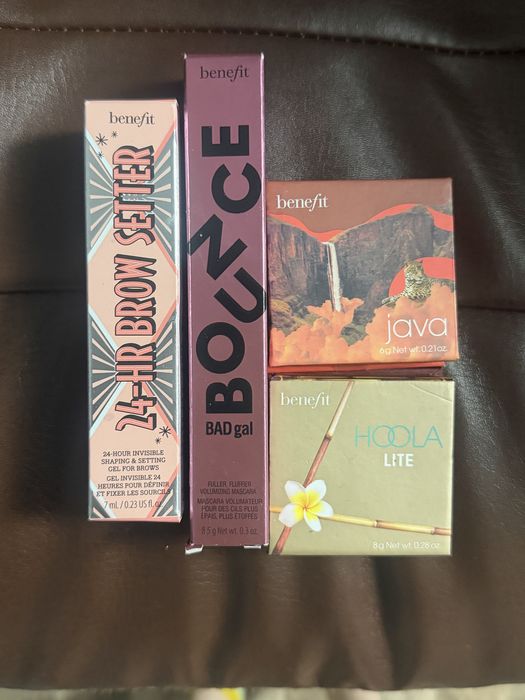 benefit
24-HR BROW SETTER
24-HOUR INVISIBLE
SHAPING & SETTING
GEL FOR BROWS
GEL INVISIBLE 24
HEURES POUR DÉFINIR
ET FIXER LES SOURCILS
7 mL / 0.23 US fl. oz.
benefit
BOUNCE
BAD gal
FULLER, FLUFFIER
VOLUMIZING MASCARA
MASCARA VOLUMATEUR
POUR DES CILS PLUS
ÉPAIS, PLUS ÉTOFFÉS
8.5 g Net wt. 0.3 oz.
benefit
java
6g Net wt. 0.21oz.
benefit
HOOLA
LITE
8g Net wt. 0.28 oz.